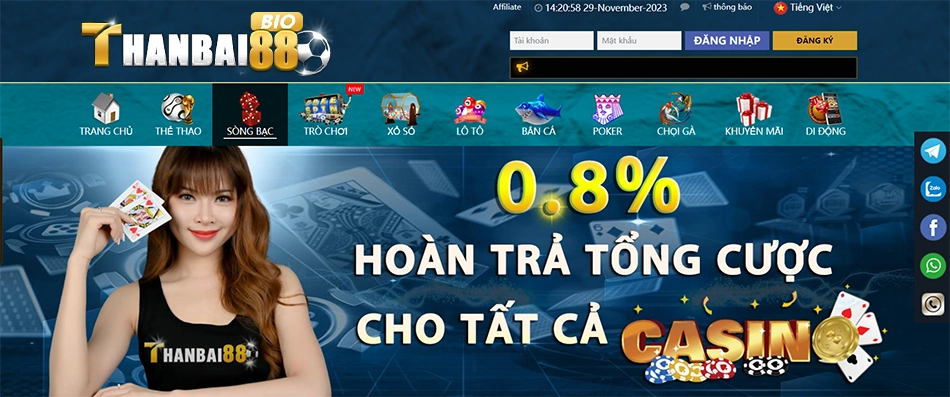 THANBAI88
BIO
Affiliate 14:20:58 29-November-2023 thông báo Tiếng Việt
Tài khoản Mật khẩu ĐĂNG NHẬP ĐĂNG KÝ
NEW
TRANG CHỦ THỂ THAO SÒNG BẠC TRÒ CHƠI XỔ SỐ LÔ TÔ BẮN CÁ POKER CHỌI GÀ KHUYẾN MÃI DI ĐỘNG
0.8%
HOÀN TRẢ TỔNG CƯỢC
CHO TẤT CẢ CASINO
THANBAI88
Zalo